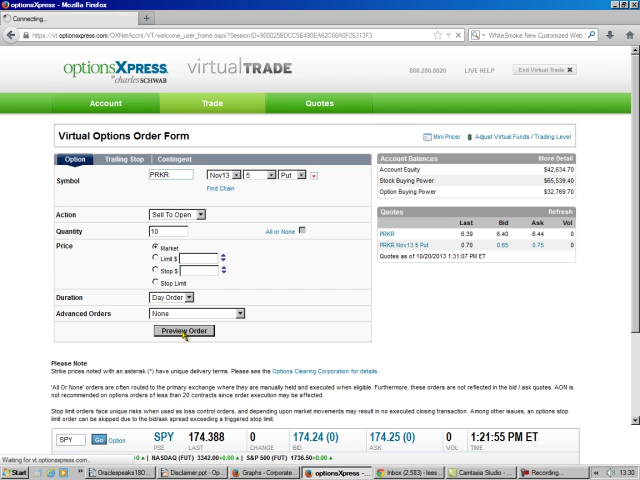 optionsXpress - Mozilla Firefox
Connecting...
https://vt.optionsxpress.com/OXNetAcont/VT/welcome_user_frame.aspx?SessionID=
WhiteSmoke New Customized Web S
optionsXPRESS by charles SCHWAB virtual TRADE
888.280.0020 LIVE HELP Exit Virtual Trade
Account Trade Quotes
Virtual Options Order Form
Mini Pricer $ Adjust Virtual Funds / Trading Level
Option Trailing Stop Contingent
Symbol PRKR Nov13 5 Put
Find Chain
Action Sell To Open
Quantity 10 All or None
Price Market
Limit $
Stop $
Stop Limit
Duration Day Order
Advanced Orders None
Preview Order
Account Balances More Detail
Account Equity $42,634.70
Stock Buying Power $65,539.40
Option Buying Power $32,769.70
Quotes Refresh
Last Bid Ask Vol
PRKR 6.39 6.40 6.44 0
PRKR Nov13 5 Put 0.70 0.65 0.75 0
Quotes as of 10/20/2013 1:31:07 PM ET
Please Note
Strike prices noted with an asterisk (*) have unique delivery terms. Please see the Options Clearing Corporation for details.
'All Or None' orders are often routed to the primary exchange where they are manually held and executed when eligible. Furthermore, these orders are not reflected in the bid / ask quotes. AON is
not recommended on options orders of less than 20 contracts since order execution may be affected.
Stop limit orders face unique risks when used as loss control orders, and depending upon market movements may result in no executed closing transaction. Among other issues, an options stop
limit order can be skipped due to the bid/ask spread exceeding a triggered stop limit.
SPY Go Option SPY 174.388 0 174.24 (0) 174.25 (0) 0 1:21:55 PM ET
PSE LAST CHANGE BID ASK VOL TIME
Waiting for vt.optionsxpress.com...
+0 | NASDAQ (FUT) 3342.00+0.00 | S&P 500 (FUT) 1736.50+0.00
Start Oraclespeaks18O... Disclaimer.ppt - Op... Graphs - Corporate... optionsXpress -... Inbox (2,583) - lees... Camtasia Studio - ... Recording... 13:30